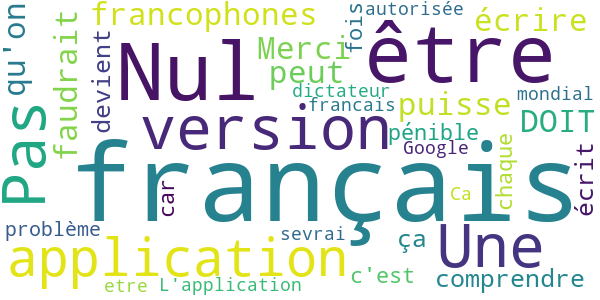 francophones
autorisée
écrire
qu'on
faudrait
devient
Nul
Merci
fois
être
peut
dictateur
francais
puisse
mondial
Pas
version
pénible
DOIT
Google
français
car
chaque
écrit
Ca
problème
sevrai
ça
Une
application
c'est
comprendre
etre
L'application